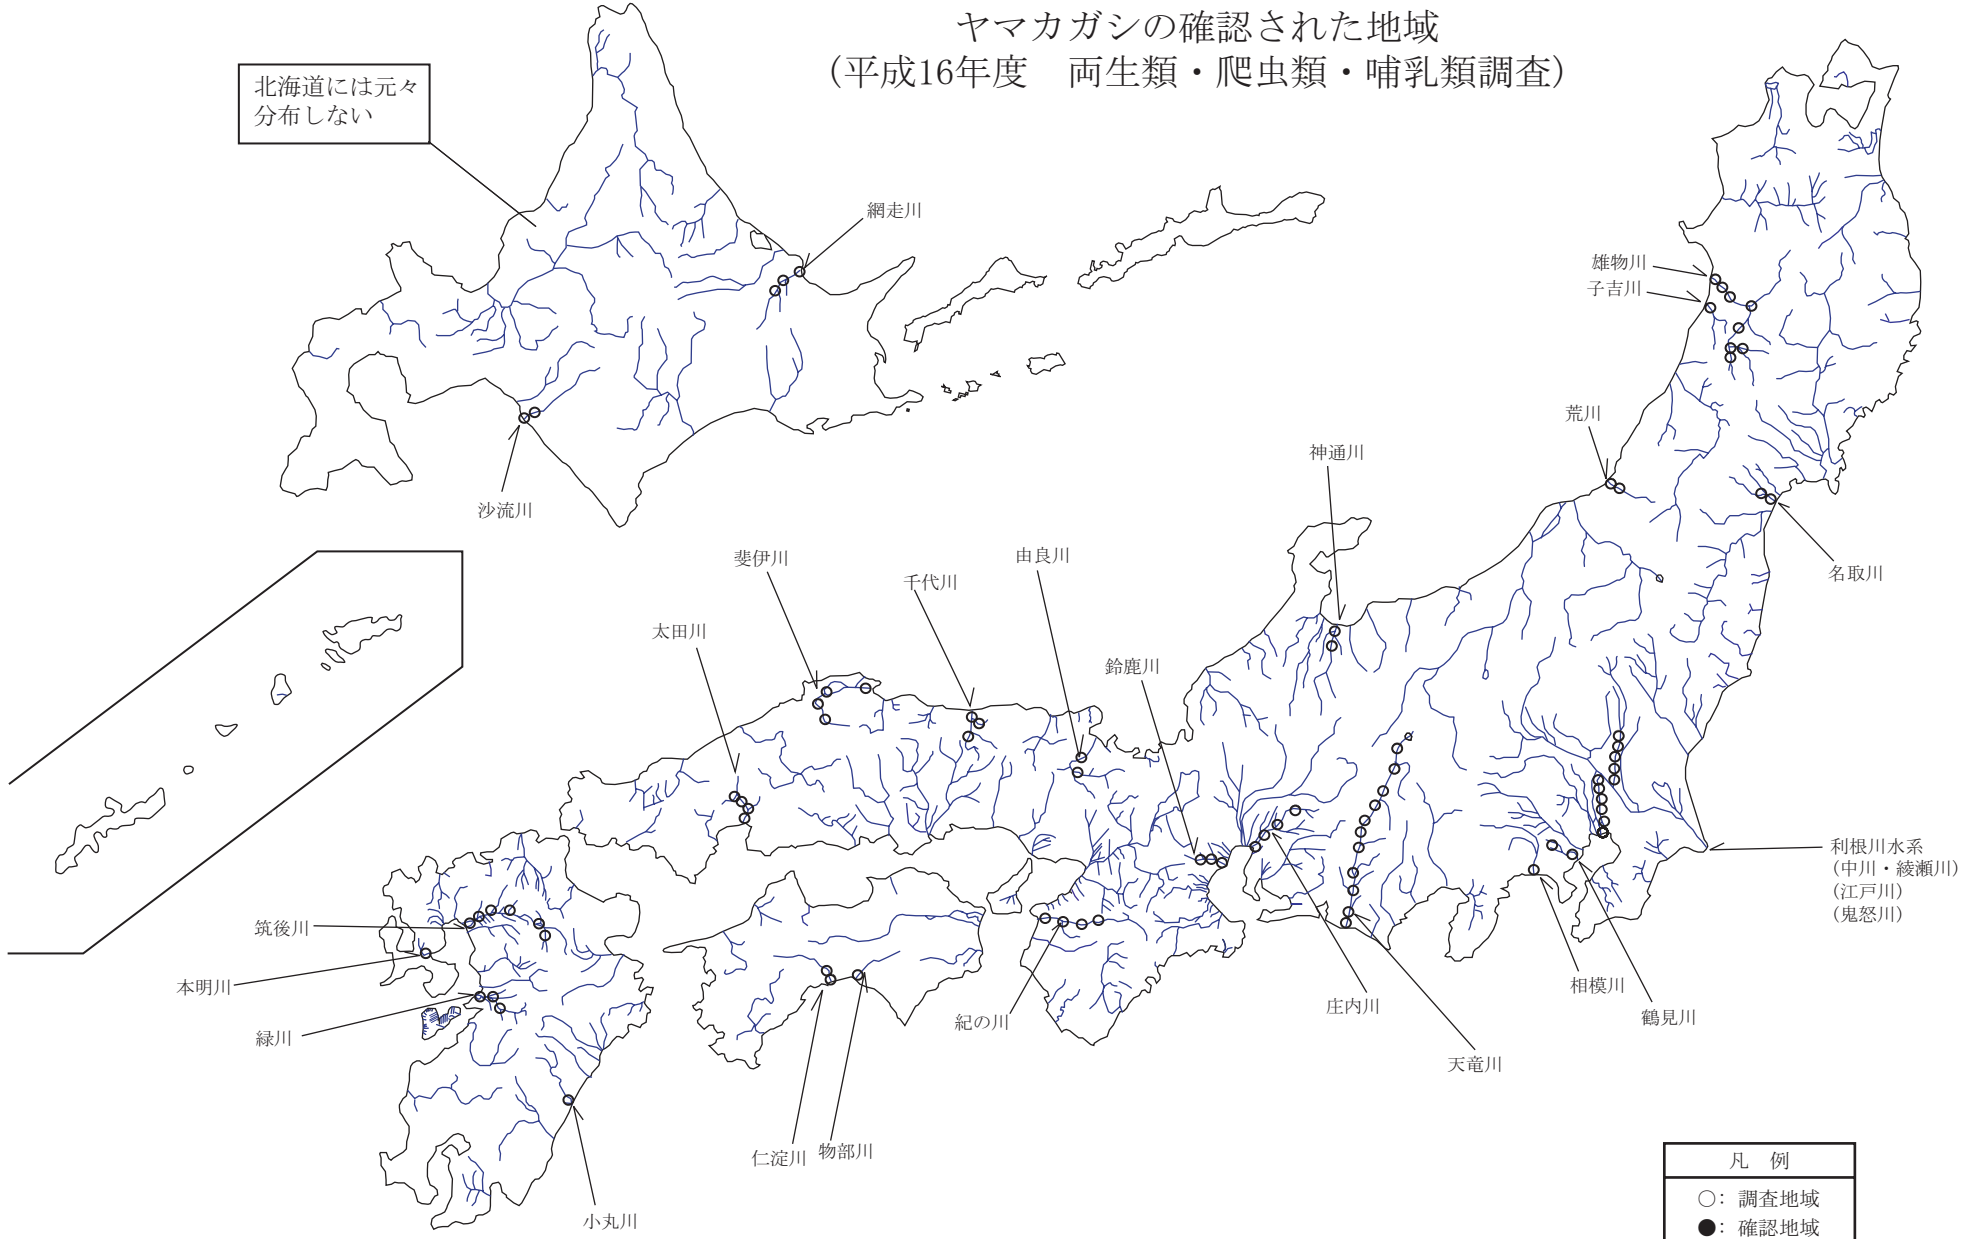 ヤマカガシの確認された地域
(平成16年度　両生類・爬虫類・哺乳類調査)
北海道には元々
分布しない
網走川
沙流川
雄物川
子吉川
荒川
神通川
名取川
斐伊川
千代川
由良川
太田川
鈴鹿川
利根川水系
(中川・綾瀬川)
(江戸川)
(鬼怒川)
筑後川
本明川
緑川
紀の川
庄内川
相模川
鶴見川
天竜川
仁淀川
物部川
小丸川
凡　例
○：調査地域
●：確認地域